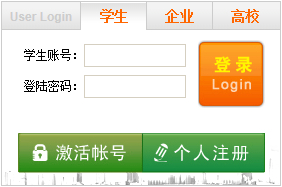 User Login 学生 企业 高校
学生账号：
登陆密码：
登 录
Login
激活帐号 个人注册